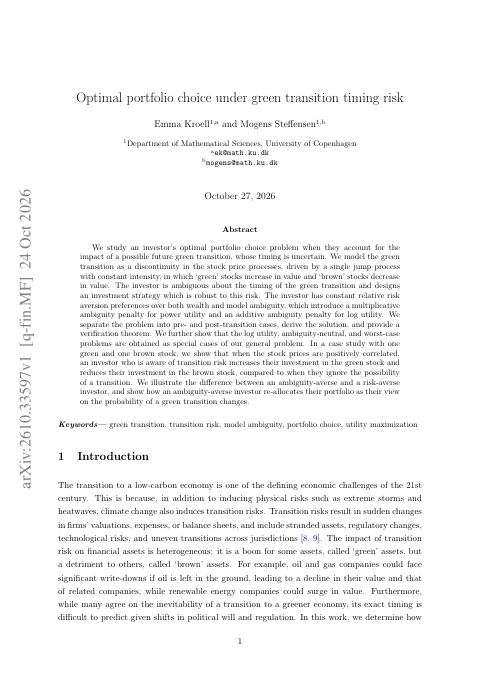 Optimal portfolio choice under green transition timing risk
Emma Kroell1,a and Mogens Steffensen1,b
1Department of Mathematical Sciences, University of Copenhagen
aek@math.ku.dk
bmogens@math.ku.dk
October 27, 2026
Abstract
We study an investor's optimal portfolio choice problem when they account for the
impact of a possible future green transition, whose timing is uncertain. We model the green
transition as a discontinuity in the stock price processes, driven by a single jump process
with constant intensity, in which 'green' stocks increase in value and 'brown' stocks decrease
in value. The investor is ambiguous about the timing of the green transition and designs
an investment strategy which is robust to this risk. The investor has constant relative risk
aversion preferences over both wealth and model ambiguity, which introduce a multiplicative
ambiguity penalty for power utility and an additive ambiguity penalty for log utility. We
separate the problem into pre- and post-transition cases, derive the solution, and provide a
verification theorem. We further show that the log utility, ambiguity-neutral, and worst-case
problems are obtained as special cases of our general problem. In a case study with one
green and one brown stock, we show that when the stock prices are positively correlated,
an investor who is aware of transition risk increases their investment in the green stock and
reduces their investment in the brown stock, compared to when they ignore the possibility
of a transition. We illustrate the difference between an ambiguity-averse and a risk-averse
investor, and show how an ambiguity-averse investor re-allocates their portfolio as their view
on the probability of a green transition changes.
Keywords— green transition, transition risk, model ambiguity, portfolio choice, utility maximization
1 Introduction
The transition to a low-carbon economy is one of the defining economic challenges of the 21st
century. This is because, in addition to inducing physical risks such as extreme storms and
heatwaves, climate change also induces transition risks. Transition risks result in sudden changes
in firms' valuations, expenses, or balance sheets, and include stranded assets, regulatory changes,
technological risks, and uneven transitions across jurisdictions [8, 9]. The impact of transition
risk on financial assets is heterogeneous: it is a boon for some assets, called 'green' assets, but
a detriment to others, called 'brown' assets. For example, oil and gas companies could face
significant write-downs if oil is left in the ground, leading to a decline in their value and that
of related companies, while renewable energy companies could surge in value. Furthermore,
while many agree on the inevitability of a transition to a greener economy, its exact timing is
difficult to predict given shifts in political will and regulation. In this work, we determine how
1
arXiv:2610.33597v1 [q-fin.MF] 24 Oct 2026